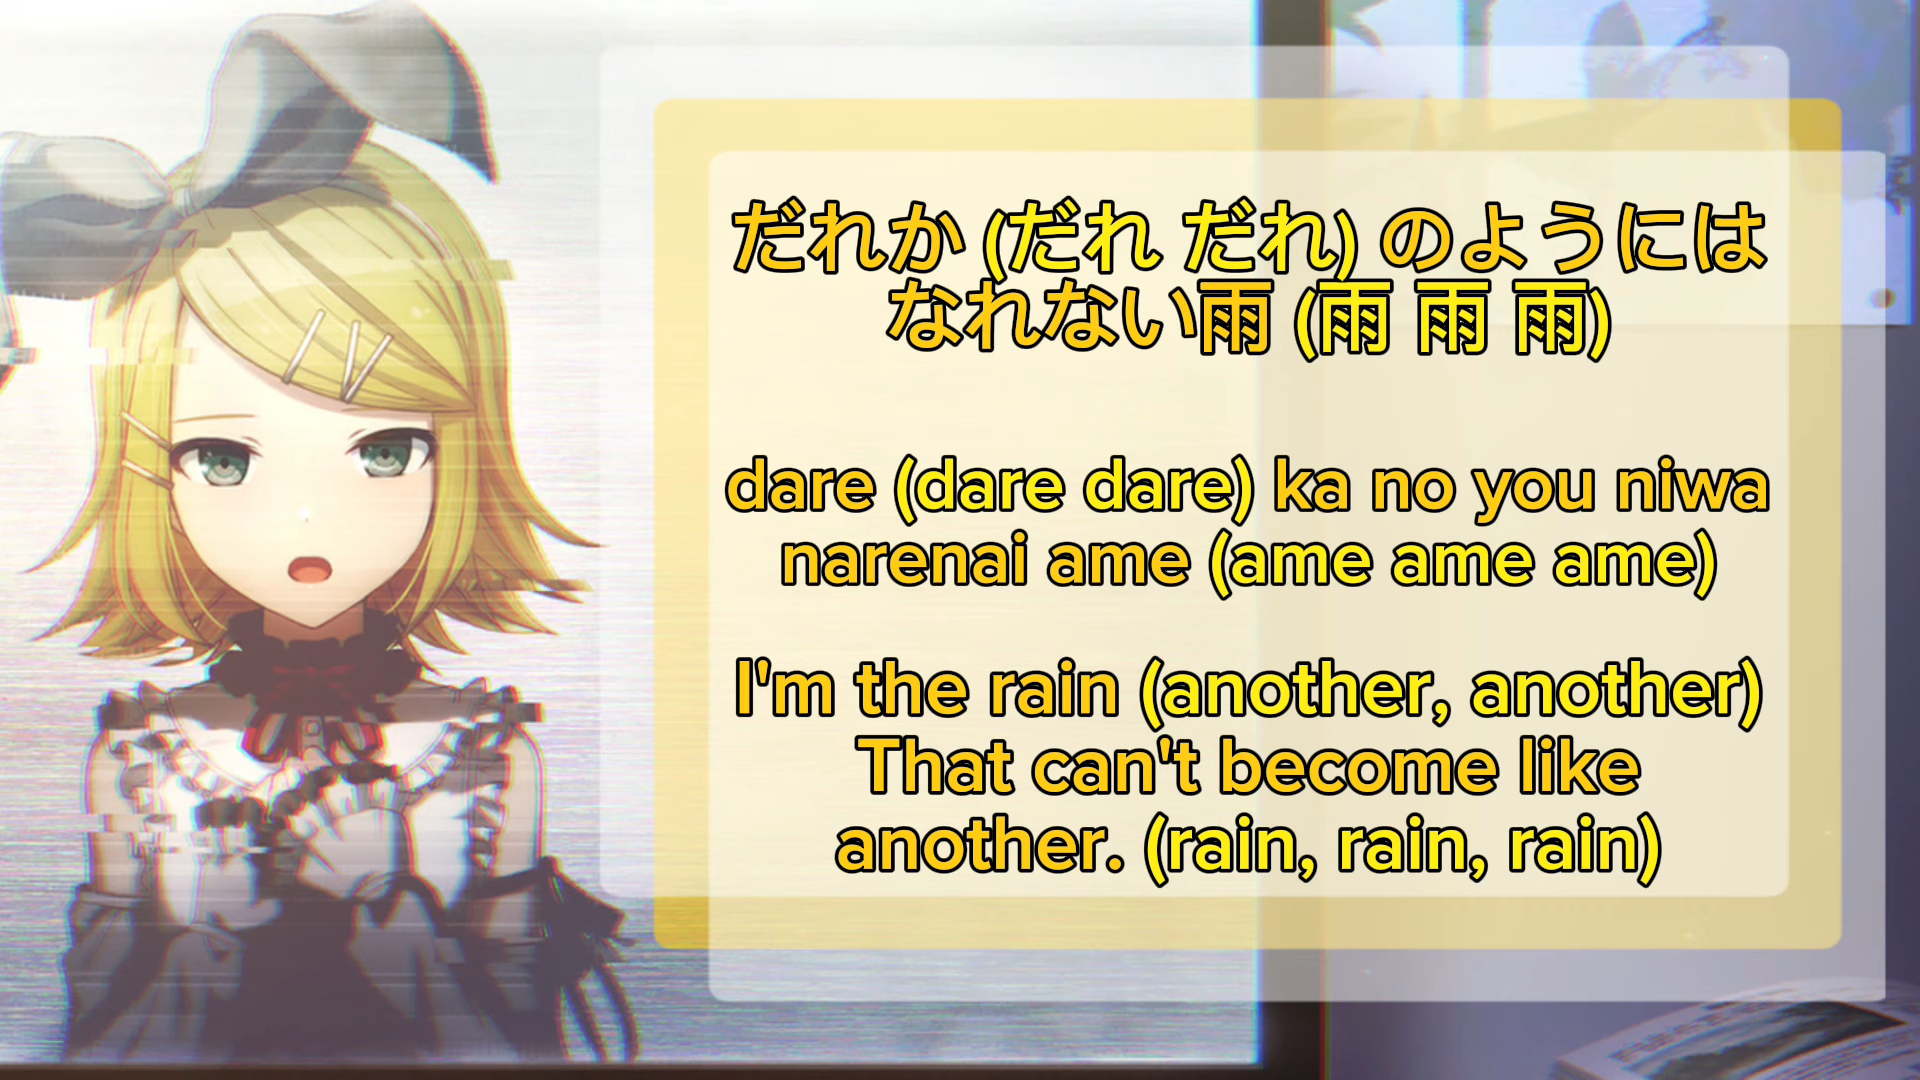 だれか (だれ だれ) のようには
なれない雨 (雨 雨 雨)
dare (dare dare) ka no you niwa
narenai ame (ame ame ame)
I'm the rain (another, another)
That can't become like
another. (rain, rain, rain)